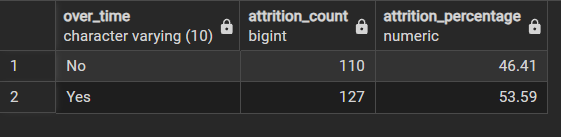 over_time attrition_count attrition_percentage
character varying (10) bigint numeric
1 No 110 46.41
2 Yes 127 53.59